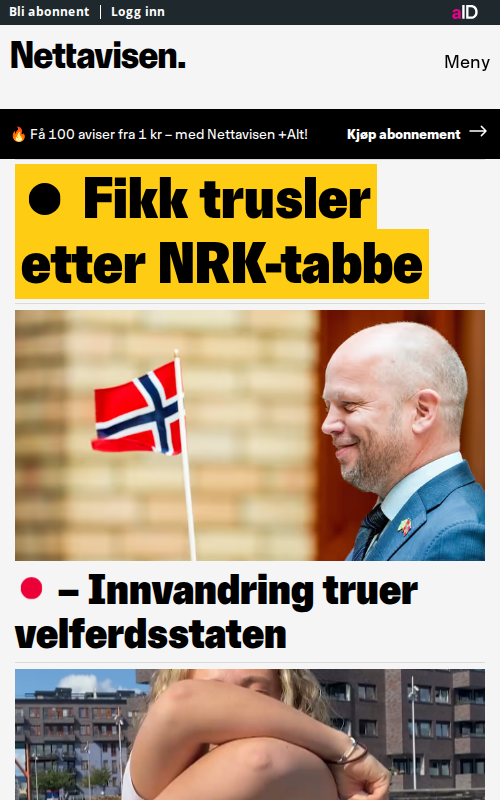 Bli abonnent | Logg inn
aID
Nettavisen.
Meny
🔥 Få 100 aviser fra 1 kr – med Nettavisen +Alt!
Kjøp abonnement →
● Fikk trusler
etter NRK-tabbe
● – Innvandring truer
velferdsstaten